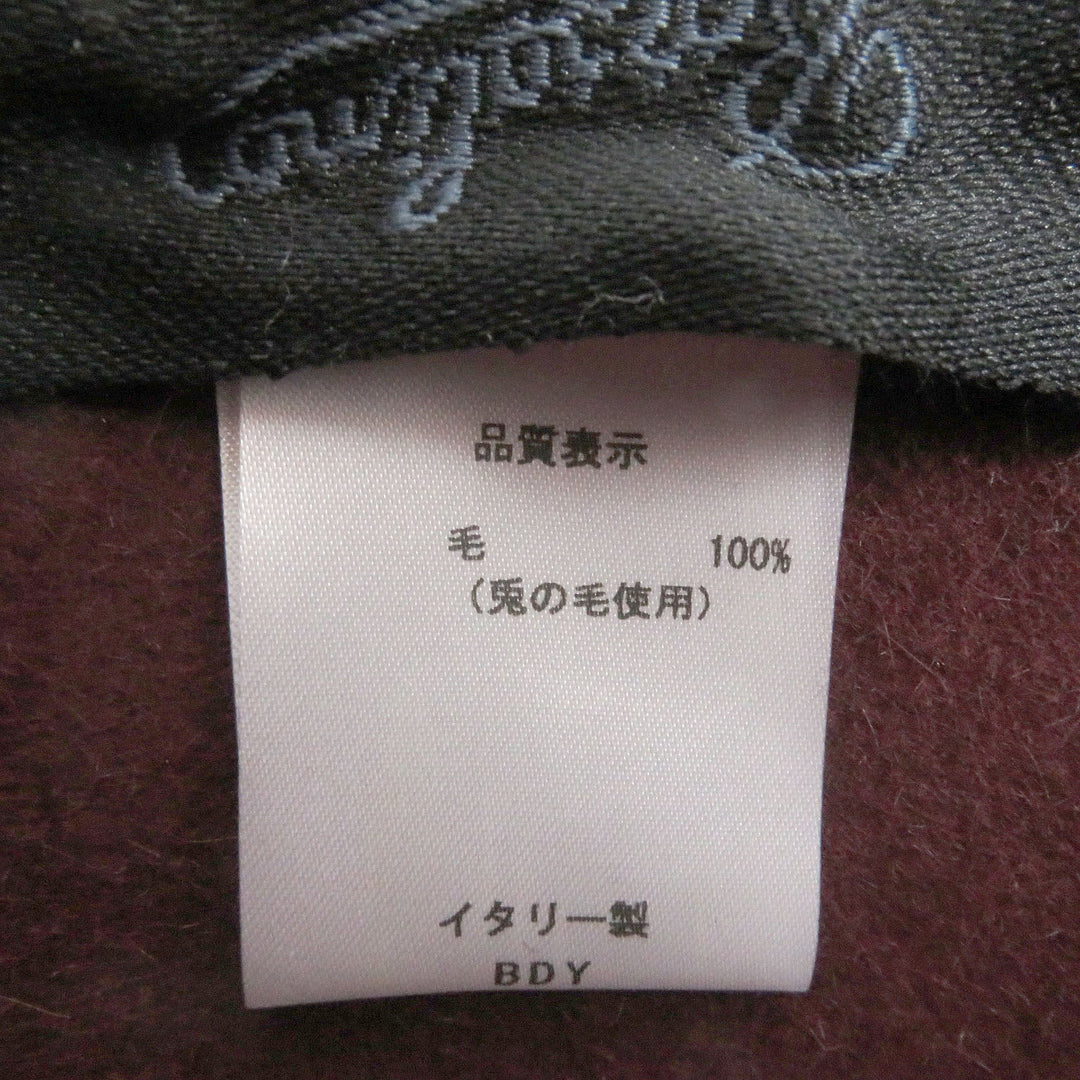 品質表示
毛 100%
(兎の毛使用)
イタリー製
BDY